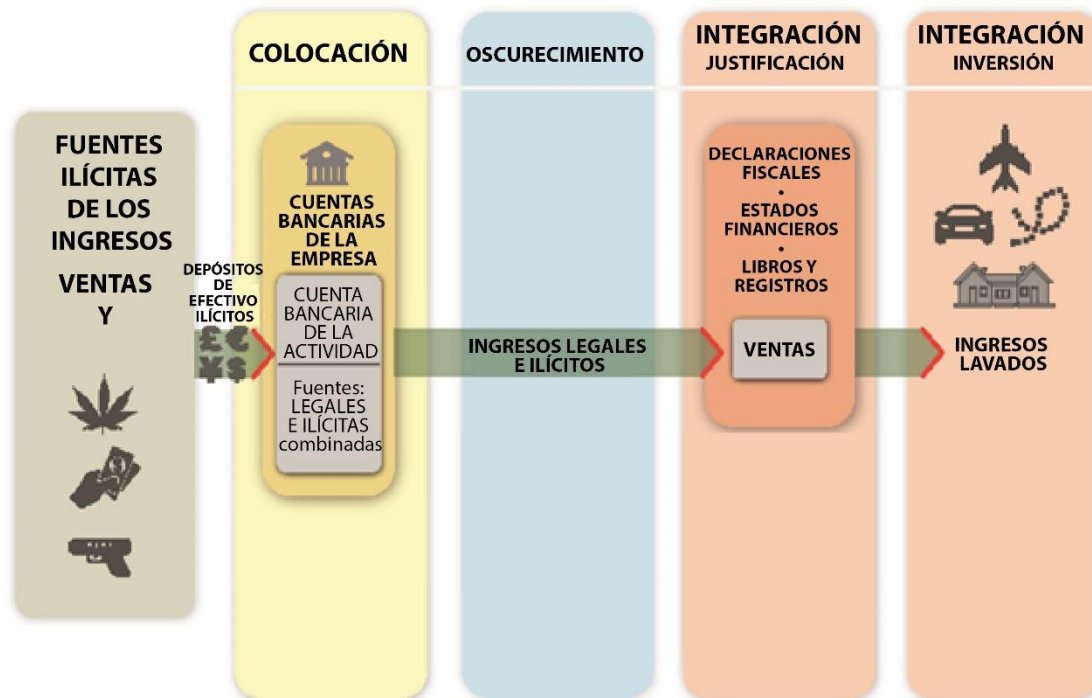 FUENTES
ILÍCITAS
DE LOS
INGRESOS
VENTAS
Y
DEPÓSITOS
DE
EFECTIVO
ILÍCITOS
£ €
¥ $
COLOCACIÓN
CUENTAS
BANCARIAS
DE LA
EMPRESA
CUENTA
BANCARIA
DE LA
ACTIVIDAD
Fuentes:
LEGALES
E ILÍCITAS
combinadas
OSCURECIMIENTO
INGRESOS LEGALES
E ILÍCITOS
INTEGRACIÓN
JUSTIFICACIÓN
DECLARACIONES
FISCALES
•
ESTADOS
FINANCIEROS
•
LIBROS Y
REGISTROS
VENTAS
INTEGRACIÓN
INVERSIÓN
INGRESOS
LAVADOS